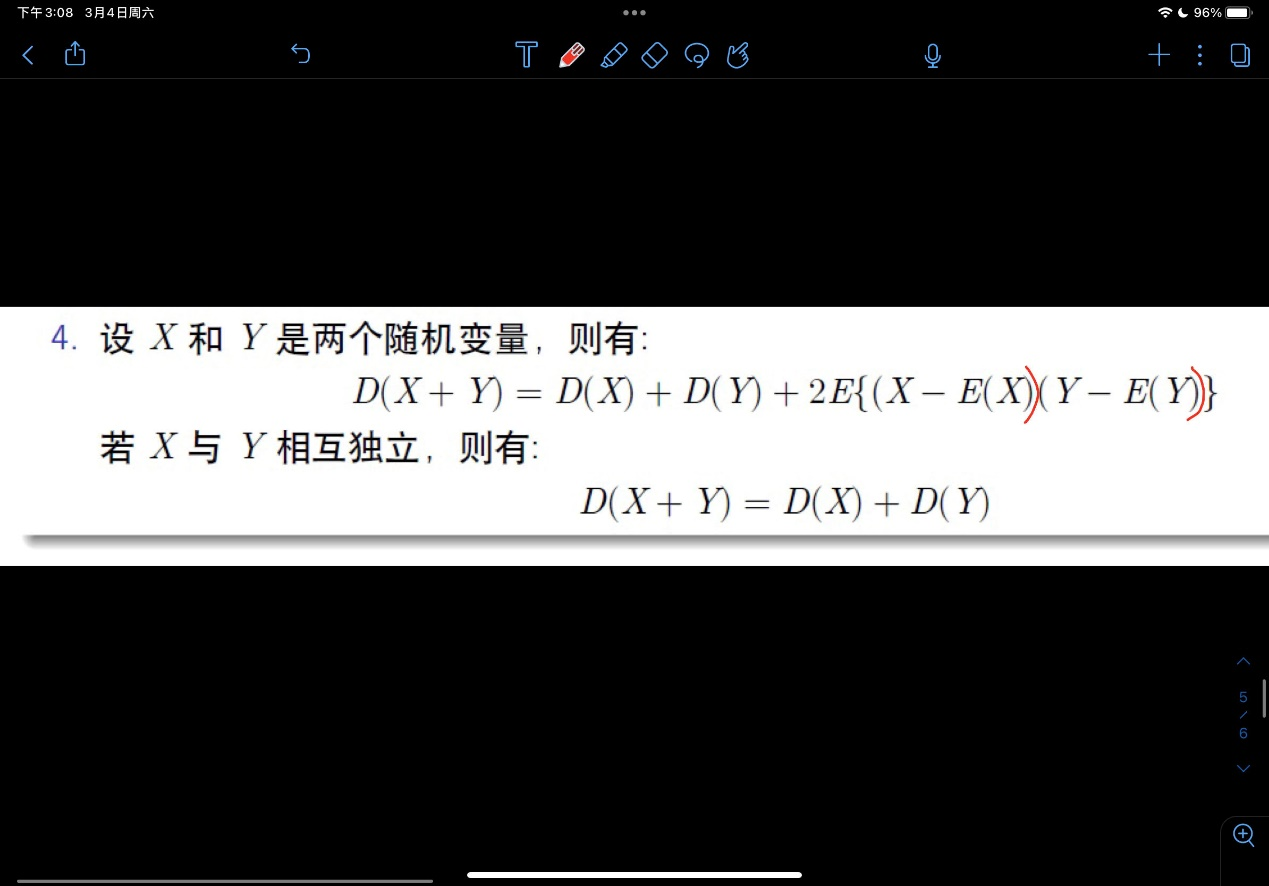 下午3:08 3月4日周六
96%
T
4. 设 X 和 Y 是两个随机变量，则有:
D(X + Y) = D(X) + D(Y) + 2E{(X − E(X))(Y − E(Y))}
若 X 与 Y 相互独立，则有:
D(X + Y) = D(X) + D(Y)
5
/
6